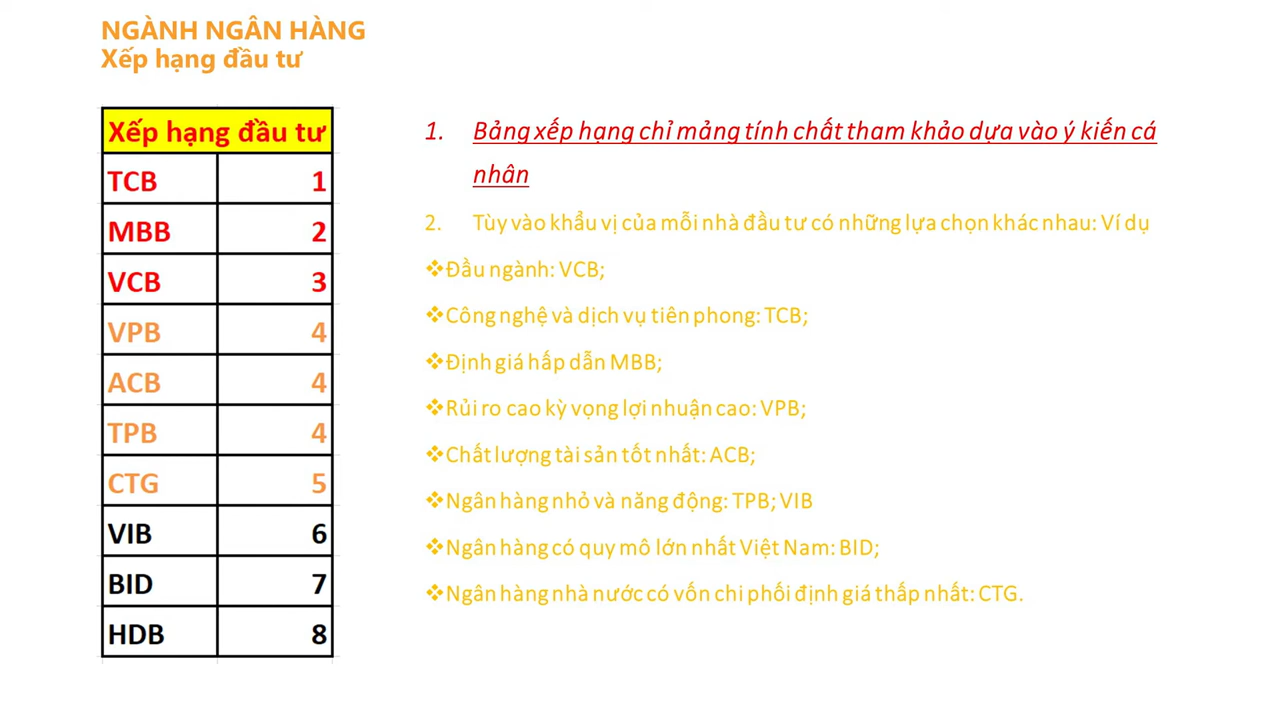 NGÀNH NGÂN HÀNG
Xếp hạng đầu tư
Xếp hạng đầu tư
TCB 1
MBB 2
VCB 3
VPB 4
ACB 4
TPB 4
CTG 5
VIB 6
BID 7
HDB 8
1. Bảng xếp hạng chỉ mảng tính chất tham khảo dựa vào ý kiến cá
nhân
2. Tùy vào khẩu vị của mỗi nhà đầu tư có những lựa chọn khác nhau: Ví dụ
❖Đầu ngành: VCB;
❖Công nghệ và dịch vụ tiên phong: TCB;
❖Định giá hấp dẫn MBB;
❖Rủi ro cao kỳ vọng lợi nhuận cao: VPB;
❖Chất lượng tài sản tốt nhất: ACB;
❖Ngân hàng nhỏ và năng động: TPB; VIB
❖Ngân hàng có quy mô lớn nhất Việt Nam: BID;
❖Ngân hàng nhà nước có vốn chi phối định giá thấp nhất: CTG.